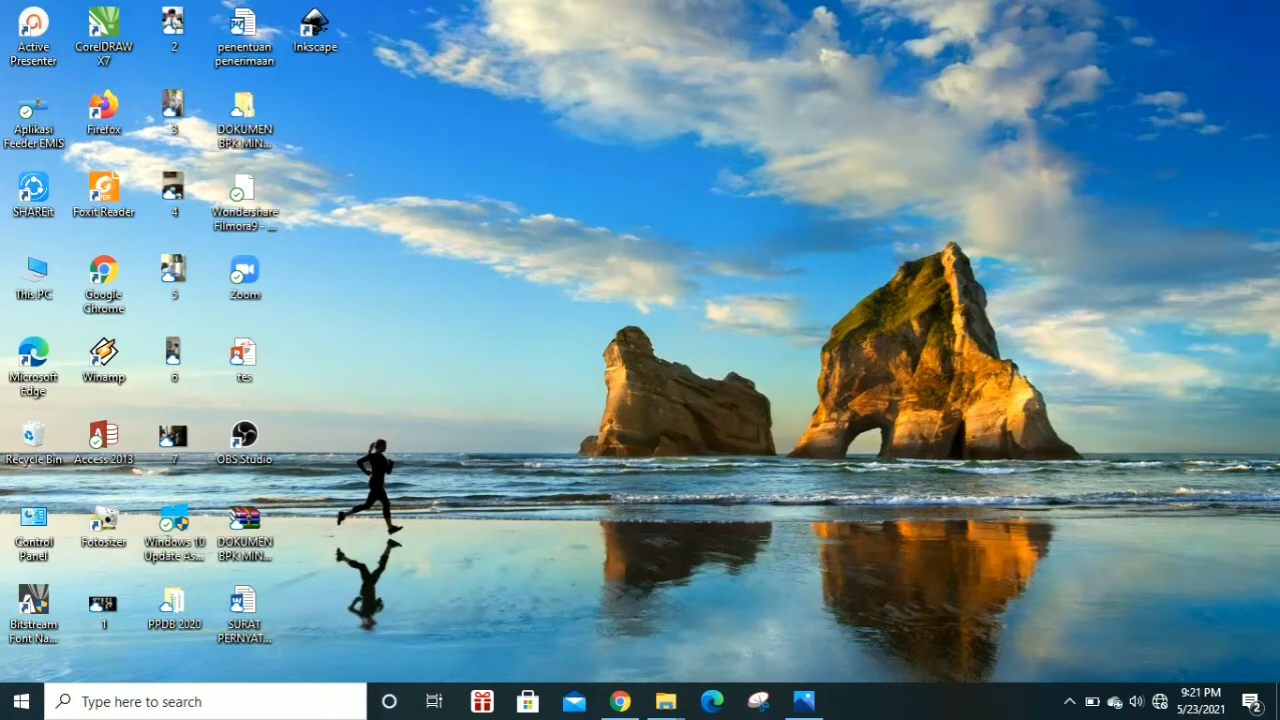 Active
Presenter
CorelDRAW
X7
2
penentuan
penerimaan
Inkscape
Aplikasi
Feeder EMIS
Firefox
3
DOKUMEN
BPK MIN...
SHAREit
Foxit Reader
4
Wondershare
Filmora9 - ...
This PC
Google
Chrome
5
Zoom
Microsoft
Edge
Winamp
6
tes
Recycle Bin
Access 2013
7
OBS Studio
Control
Panel
Fotosizer
Windows 10
Update As...
DOKUMEN
BPK MIN...
Bitstream
Font Na...
1
PPDB 2020
SURAT
PERNYAT...
Type here to search
9:21 PM
5/23/2021
2